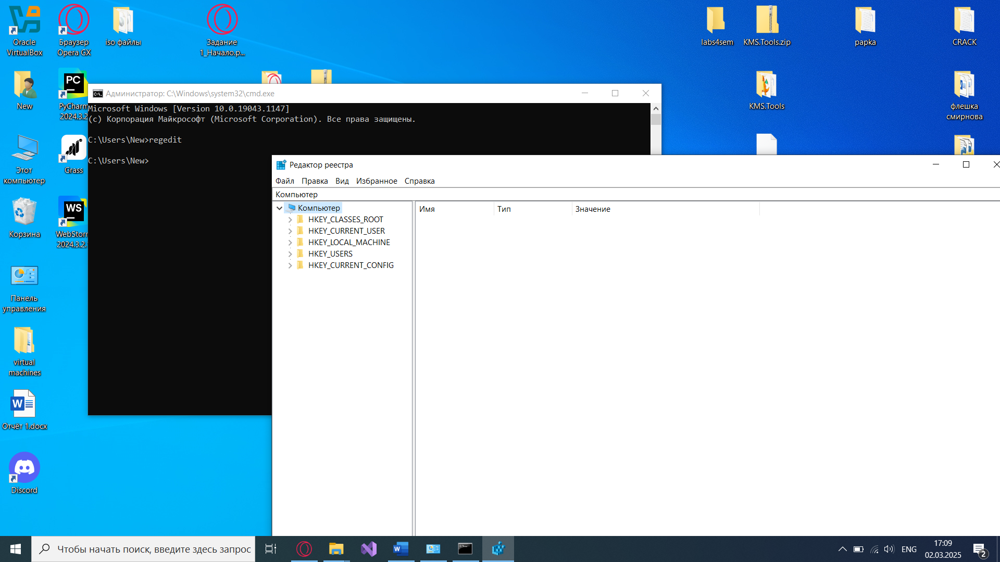 Oracle
VirtualBox
Браузер
Opera GX
iso файлы
Задание
1_Начало.р...
labs4sem
KMS.Tools.zip
papka
CRACK
New
PC
PyCharm
2024.3.2
KMS.Tools
флешка
смирнова
Этот
компьютер
Grass
Корзина
WS
WebStorm
2024.3.2.
Панель
управления
virtual
machines
W
Отчёт 1.docx
Discord
Администратор: C:\Windows\system32\cmd.exe
Microsoft Windows [Version 10.0.19043.1147]
(c) Корпорация Майкрософт (Microsoft Corporation). Все права защищены.
C:\Users\New>regedit
C:\Users\New>
Редактор реестра
Файл Правка Вид Избранное Справка
Компьютер
Компьютер
HKEY_CLASSES_ROOT
HKEY_CURRENT_USER
HKEY_LOCAL_MACHINE
HKEY_USERS
HKEY_CURRENT_CONFIG
Имя Тип Значение
Чтобы начать поиск, введите здесь запрос
W
ENG
17:09
02.03.2025
2